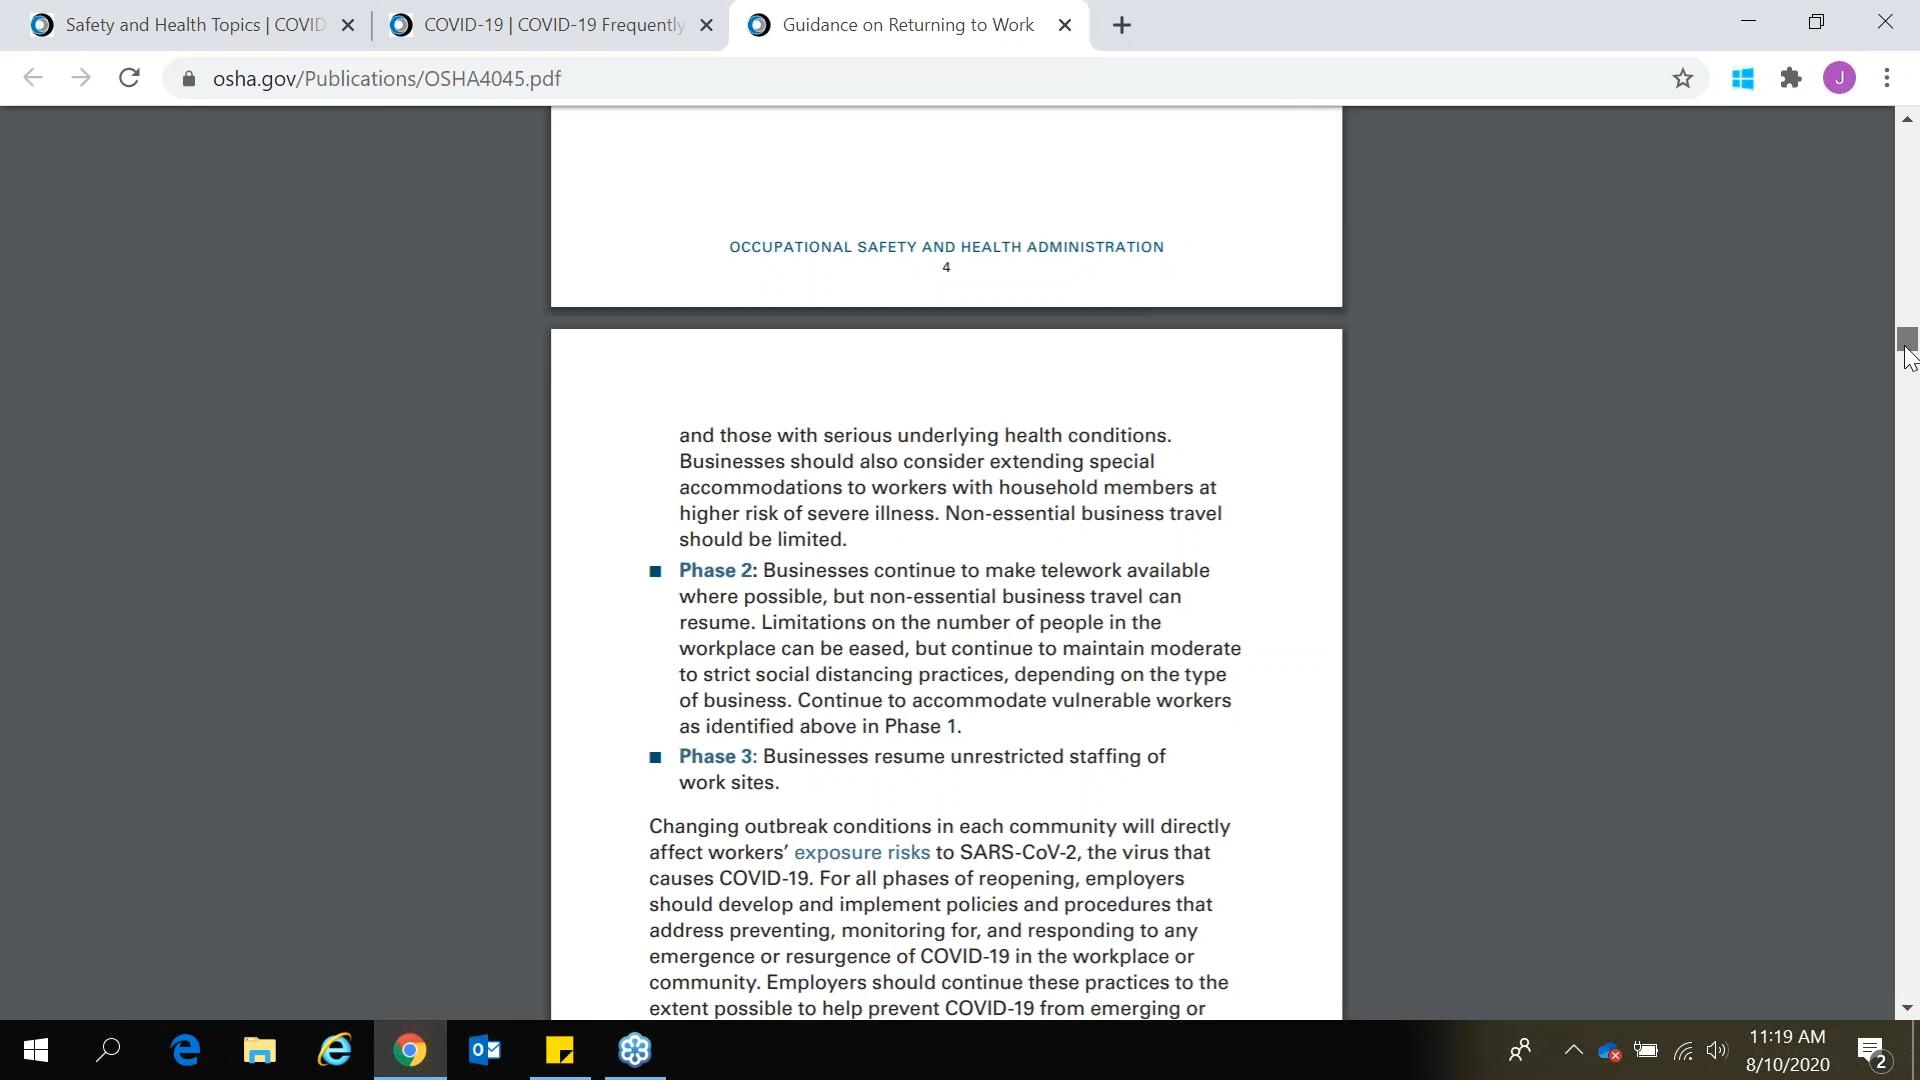 Safety and Health Topics | COVID
COVID-19 | COVID-19 Frequently
Guidance on Returning to Work
osha.gov/Publications/OSHA4045.pdf
J
OCCUPATIONAL SAFETY AND HEALTH ADMINISTRATION
4
and those with serious underlying health conditions.
Businesses should also consider extending special
accommodations to workers with household members at
higher risk of severe illness. Non-essential business travel
should be limited.
■ Phase 2: Businesses continue to make telework available
where possible, but non-essential business travel can
resume. Limitations on the number of people in the
workplace can be eased, but continue to maintain moderate
to strict social distancing practices, depending on the type
of business. Continue to accommodate vulnerable workers
as identified above in Phase 1.
■ Phase 3: Businesses resume unrestricted staffing of
work sites.
Changing outbreak conditions in each community will directly
affect workers’ exposure risks to SARS-CoV-2, the virus that
causes COVID-19. For all phases of reopening, employers
should develop and implement policies and procedures that
address preventing, monitoring for, and responding to any
emergence or resurgence of COVID-19 in the workplace or
community. Employers should continue these practices to the
extent possible to help prevent COVID-19 from emerging or
11:19 AM
8/10/2020
2